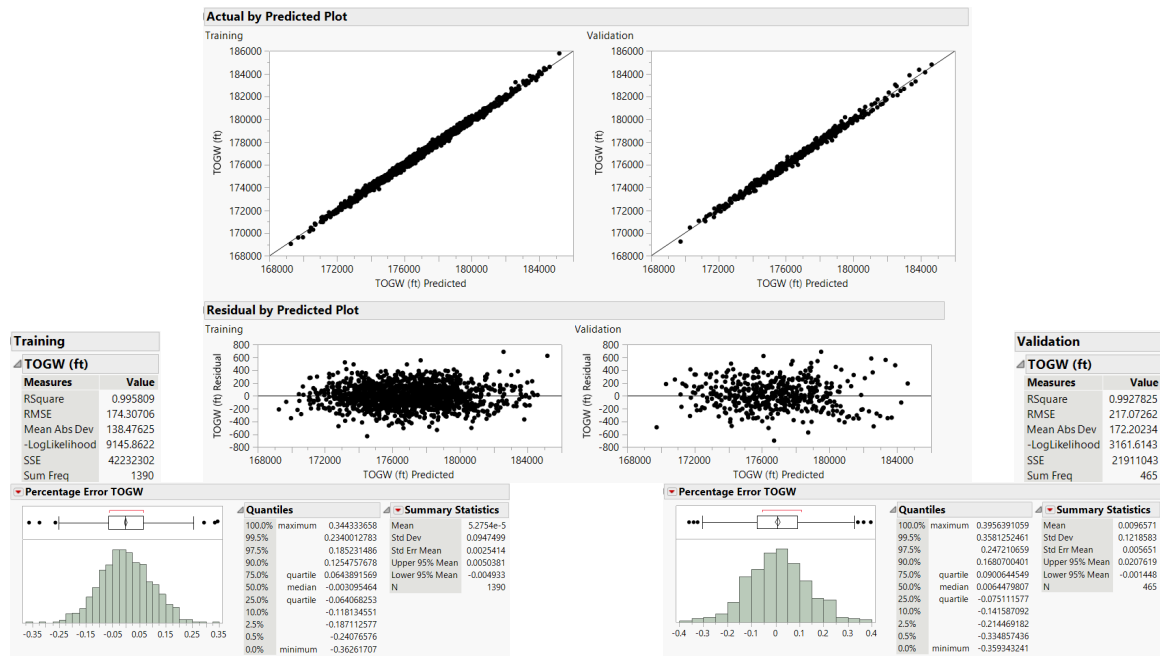 Actual by Predicted Plot
Training
Validation
186000
184000
182000
180000
178000
176000
174000
172000
170000
168000
TOGW (ft)
168000 172000 176000 180000 184000
TOGW (ft) Predicted
186000
184000
182000
180000
178000
176000
174000
172000
170000
168000
TOGW (ft)
168000 172000 176000 180000 184000
TOGW (ft) Predicted
Residual by Predicted Plot
Training
Validation
800
600
400
200
0
-200
-400
-600
-800
TOGW (ft) Residual
168000 172000 176000 180000 184000
TOGW (ft) Predicted
800
600
400
200
0
-200
-400
-600
-800
TOGW (ft) Residual
168000 172000 176000 180000 184000
TOGW (ft) Predicted
Training
TOGW (ft)
Measures Value
RSquare 0.995809
RMSE 174.30706
Mean Abs Dev 138.47625
-LogLikelihood 9145.8622
SSE 42232302
Sum Freq 1390
Validation
TOGW (ft)
Measures Value
RSquare 0.9927825
RMSE 217.07262
Mean Abs Dev 172.20234
-LogLikelihood 3161.6143
SSE 21911043
Sum Freq 465
Percentage Error TOGW
-0.35 -0.25 -0.15 -0.05 0.05 0.15 0.25 0.35
Quantiles
100.0% maximum 0.344333658
99.5% 0.2340012783
97.5% 0.185231486
90.0% 0.1254757678
75.0% quartile 0.0643891569
50.0% median -0.003095464
25.0% quartile -0.064068253
10.0% -0.118134551
2.5% -0.187112577
0.5% -0.24076576
0.0% minimum -0.36261707
Summary Statistics
Mean 5.2754e-5
Std Dev 0.0947499
Std Err Mean 0.0025414
Upper 95% Mean 0.0050381
Lower 95% Mean -0.004933
N 1390
Percentage Error TOGW
-0.4 -0.3 -0.2 -0.1 0 0.1 0.2 0.3 0.4
Quantiles
100.0% maximum 0.3956391059
99.5% 0.3581252461
97.5% 0.247210659
90.0% 0.1680700401
75.0% quartile 0.0900644549
50.0% median 0.0064479807
25.0% quartile -0.075111577
10.0% -0.141587092
2.5% -0.214469182
0.5% -0.334857436
0.0% minimum -0.359343241
Summary Statistics
Mean 0.0096571
Std Dev 0.1218583
Std Err Mean 0.005651
Upper 95% Mean 0.0207619
Lower 95% Mean -0.001448
N 465